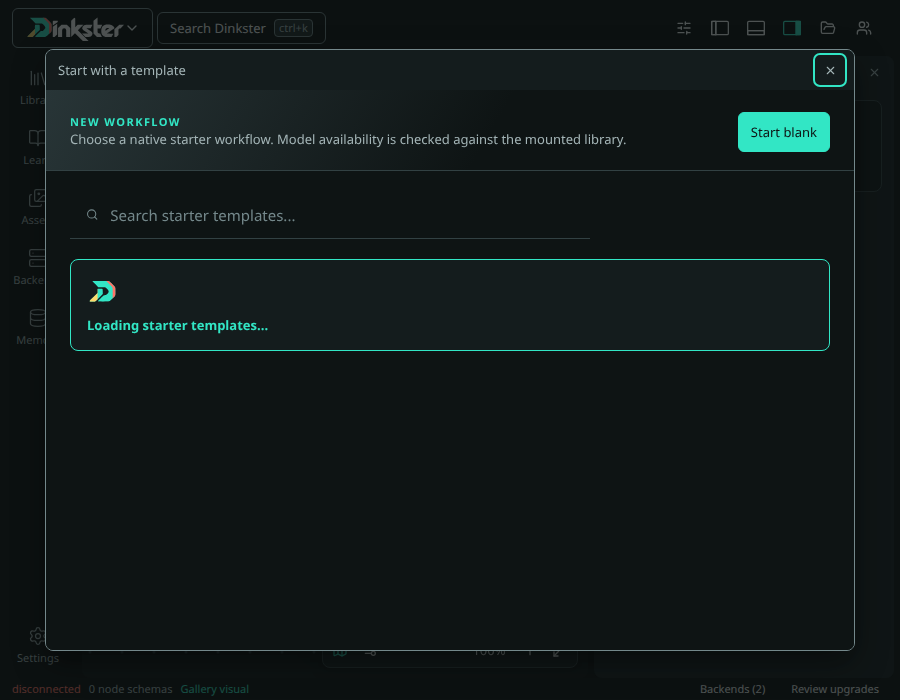 Dinkster
Search Dinkster ctrl+k
Start with a template
NEW WORKFLOW
Choose a native starter workflow. Model availability is checked against the mounted library.
Start blank
Search starter templates...
Loading starter templates...
Settings
disconnected 0 node schemas Gallery visual
Backends (2) Review upgrades